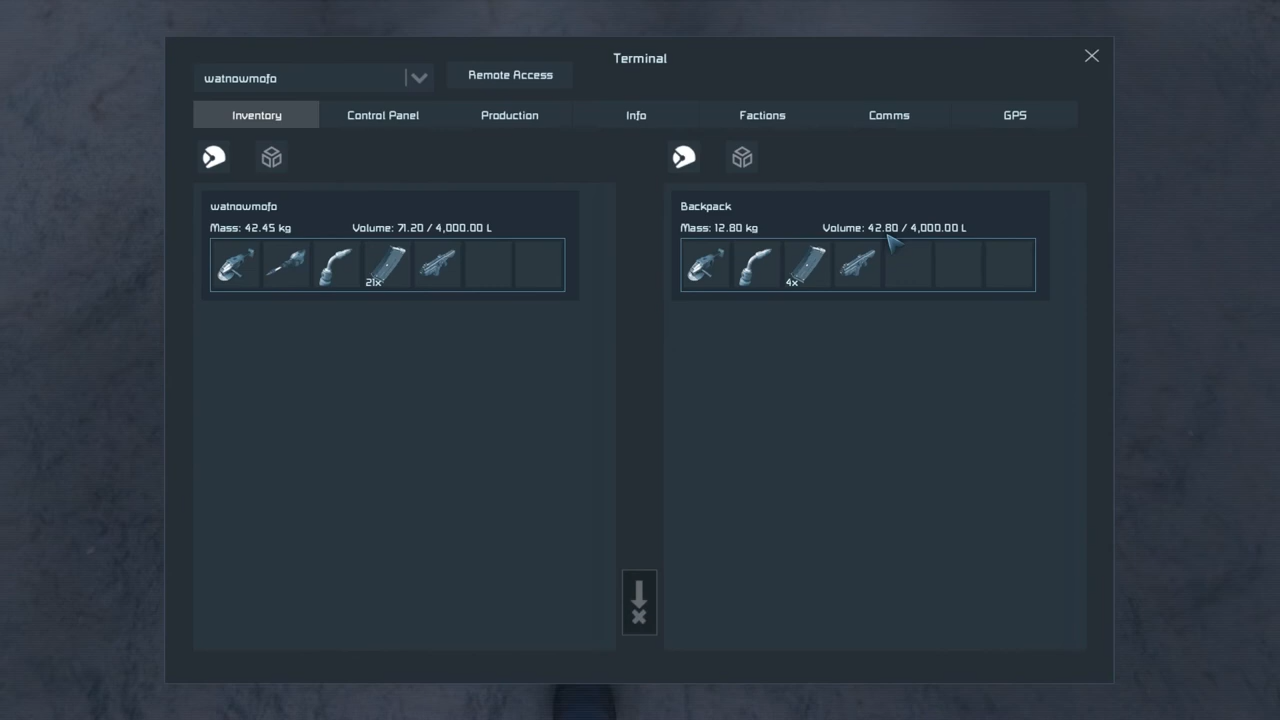 Terminal
watnowmofo
Remote Access
Inventory
Control Panel
Production
Info
Factions
Comms
GPS
watnowmofo
Mass: 42.45 kg
Volume: 71.20 / 4,000.00 L
21x
Backpack
Mass: 12.80 kg
Volume: 42.80 / 4,000.00 L
4x